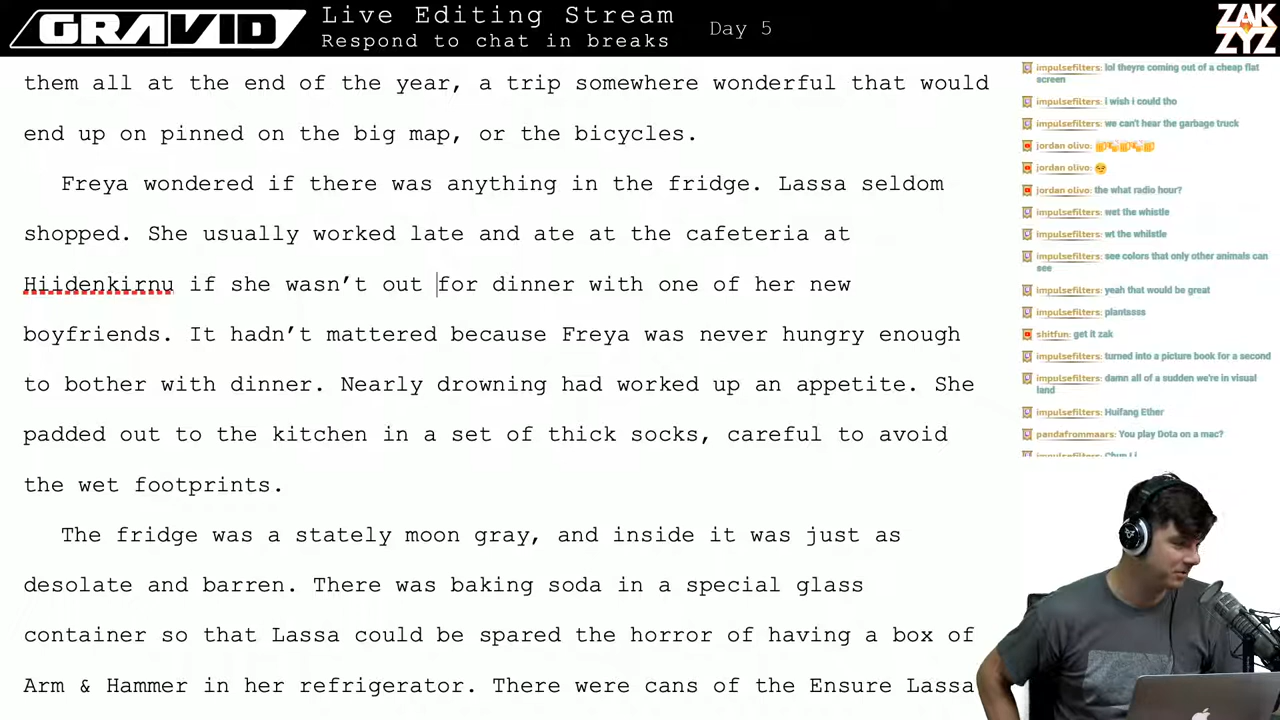 GRAVID
Live Editing Stream
Respond to chat in breaks
Day 5
ZAK
ZYZ
them all at the end of the year, a trip somwhere wonderful that would
end up on pinned on their map, or the bicycles.
Freya wondered if there was anything in the fridge. Lassa seldom
shopped. She usually worked late and ate at the cafeteria at
Hiidenkirnu if she wasn’t out for dinner with one of her new
boyfriends. It hadn’t mattered because Freya was never hungry enough
to bother with dinner. Nearly drowning had worked up an appetite. She
padded out to the kitchen in a set of thick socks, careful to avoid
the wet footprints.
The fridge was a stately moon gray, and inside it was just as
desolate and barren. There was baking soda in a special glass
container so that Lassa could be spared the horror of having a box of
Arm & Hammer in her refrigerator. There were cans of the Ensure Lassa
impulsefilters: lol theyre coming out of a cheap flat
screen
impulsefilters: i wish i could tho
impulsefilters: we can't hear the garbage truck
jordan olivo:
jordan olivo:
jordan olivo: the what radio hour?
impulsefilters: wet the whistle
impulsefilters: wt the whilstle
impulsefilters: see colors that only other animals can
see
impulsefilters: yeah that would be great
impulsefilters: plantassss
shitfun: get it zak
impulsefilters: turned into a picture book for a second
impulsefilters: damn all of a sudden we're in visual
land
impulsefilters: Huifang Ether
pandafrommaars: You play Dota on a mac?
impulsefilters: Chun Li